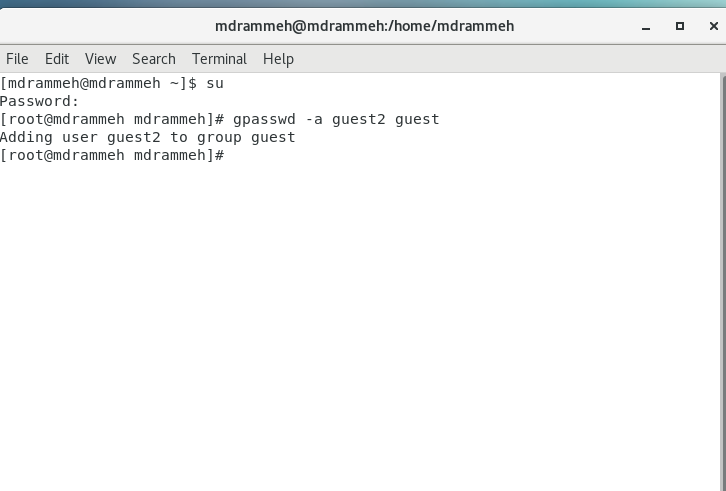 mdrammeh@mdrammeh:/home/mdrammeh
File Edit View Search Terminal Help
[mdrammeh@mdrammeh ~]$ su
Password:
[root@mdrammeh mdrammeh]# gpasswd -a guest2 guest
Adding user guest2 to group guest
[root@mdrammeh mdrammeh]#